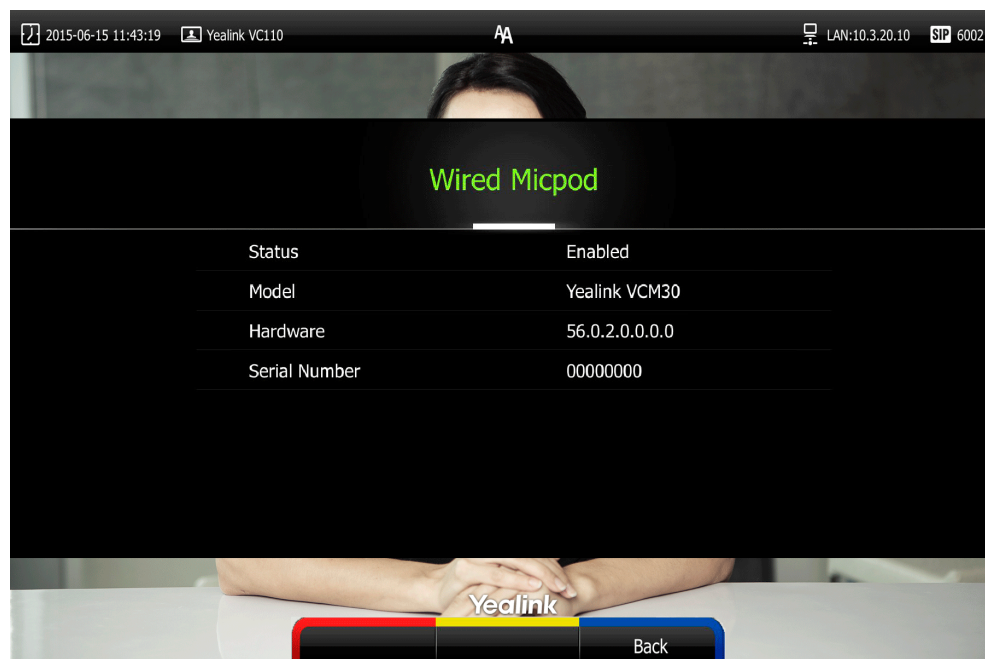 2015-06-15 11:43:19 Yealink VC110 AA LAN:10.3.20.10 SIP 6002
Wired Micpod
Status Enabled
Model Yealink VCM30
Hardware 56.0.2.0.0.0.0
Serial Number 00000000
Yealink
Back